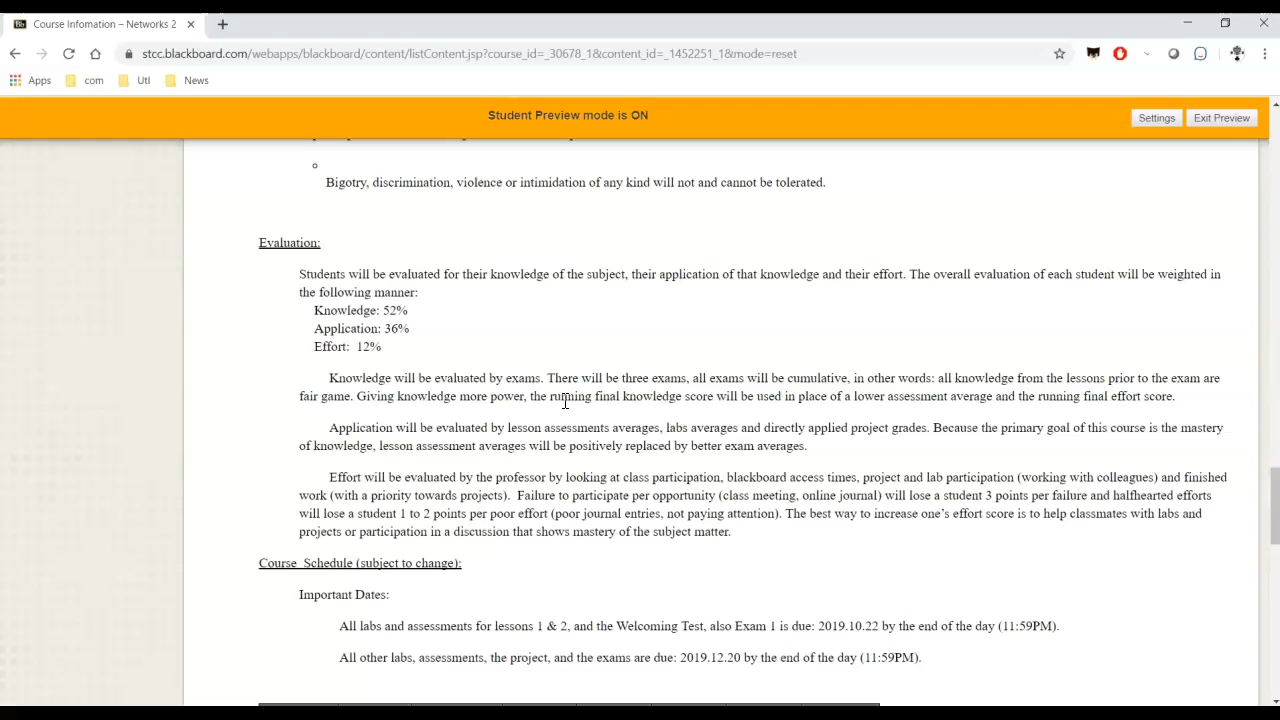 Course Infomation – Networks 2
stcc.blackboard.com/webapps/blackboard/content/listContent.jsp?course_id=_30678_1&content_id=_1452251_1&mode=reset
Apps com Utl News
Student Preview mode is ON
Settings Exit Preview
Bigotry, discrimination, violence or intimidation of any kind will not and cannot be tolerated.
Evaluation:
Students will be evaluated for their knowledge of the subject, their application of that knowledge and their effort. The overall evaluation of each student will be weighted in
the following manner:
Knowledge: 52%
Application: 36%
Effort: 12%
Knowledge will be evaluated by exams. There will be three exams, all exams will be cumulative, in other words: all knowledge from the lessons prior to the exam are
fair game. Giving knowledge more power, the running final knowledge score will be used in place of a lower assessment average and the running final effort score.
Application will be evaluated by lesson assessments averages, labs averages and directly applied project grades. Because the primary goal of this course is the mastery
of knowledge, lesson assessment averages will be positively replaced by better exam averages.
Effort will be evaluated by the professor by looking at class participation, blackboard access times, project and lab participation (working with colleagues) and finished
work (with a priority towards projects). Failure to participate per opportunity (class meeting, online journal) will lose a student 3 points per failure and halfhearted efforts
will lose a student 1 to 2 points per poor effort (poor journal entries, not paying attention). The best way to increase one’s effort score is to help classmates with labs and
projects or participation in a discussion that shows mastery of the subject matter.
Course Schedule (subject to change):
Important Dates:
All labs and assessments for lessons 1 & 2, and the Welcoming Test, also Exam 1 is due: 2019.10.22 by the end of the day (11:59PM).
All other labs, assessments, the project, and the exams are due: 2019.12.20 by the end of the day (11:59PM).